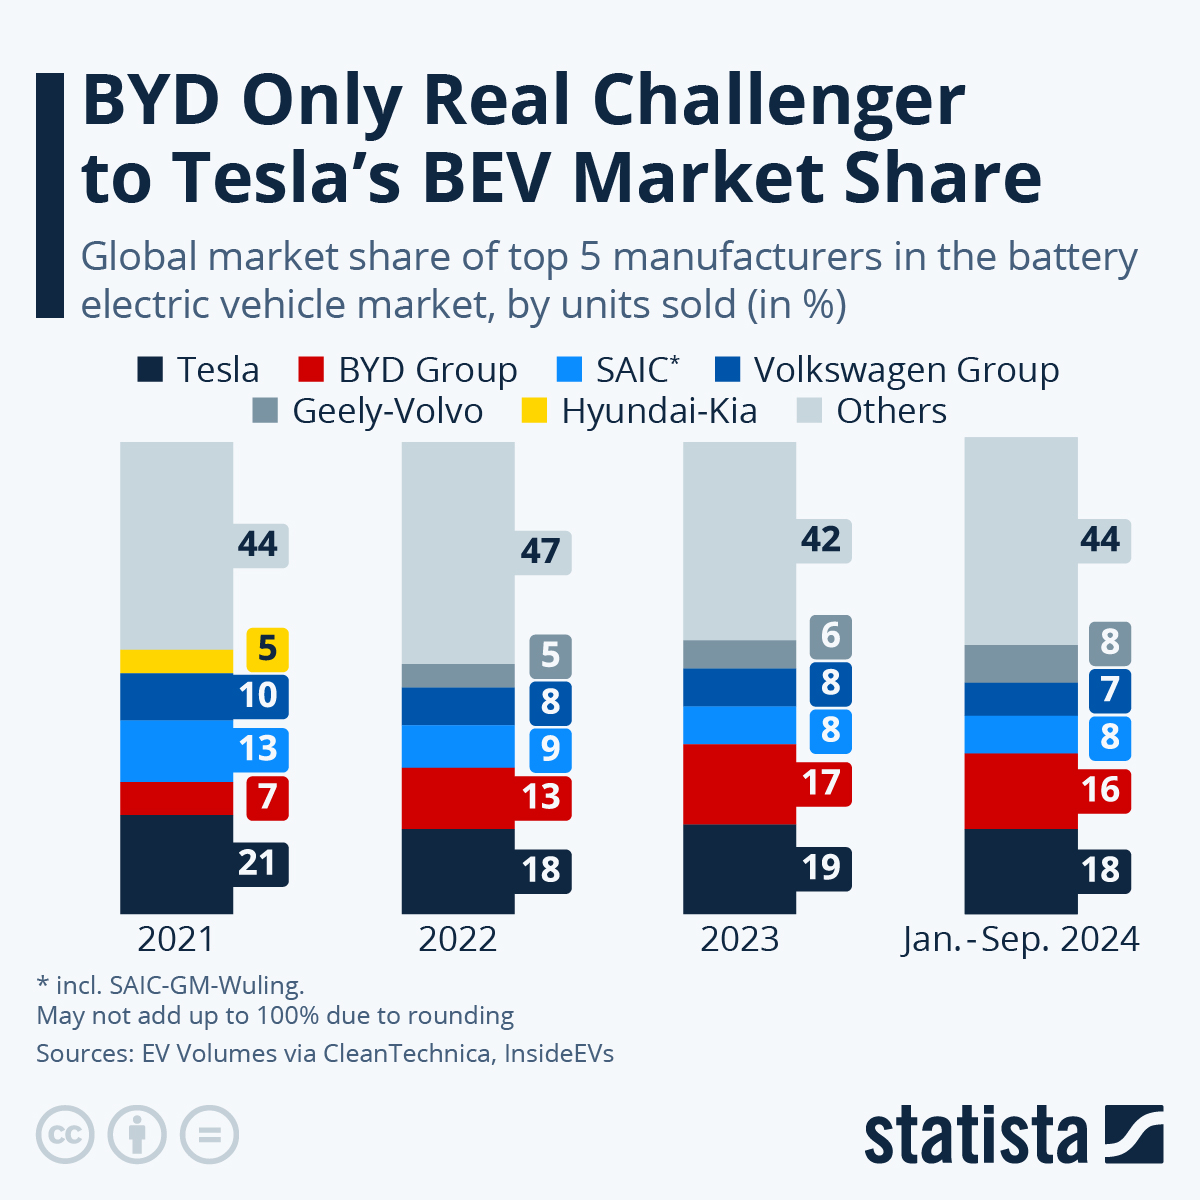 BYD Only Real Challenger
to Tesla’s BEV Market Share
Global market share of top 5 manufacturers in the battery
electric vehicle market, by units sold (in %)
Tesla BYD Group SAIC* Volkswagen Group
Geely-Volvo Hyundai-Kia Others
44
5
10
13
7
21
2021
47
5
8
9
13
18
2022
42
6
8
8
17
19
2023
44
8
7
8
16
18
Jan.-Sep. 2024
* incl. SAIC-GM-Wuling.
May not add up to 100% due to rounding
Sources: EV Volumes via CleanTechnica, InsideEVs
cc
statista